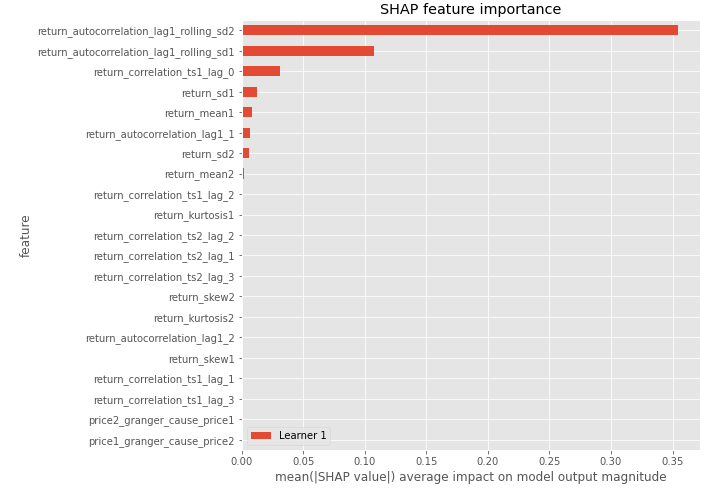 SHAP feature importance
return_autocorrelation_lag1_rolling_sd2
return_autocorrelation_lag1_rolling_sd1
return_correlation_ts1_lag_0
return_sd1
return_mean1
return_autocorrelation_lag1_1
return_sd2
return_mean2
return_correlation_ts1_lag_2
return_kurtosis1
return_correlation_ts2_lag_2
return_correlation_ts2_lag_1
return_correlation_ts2_lag_3
return_skew2
return_kurtosis2
return_autocorrelation_lag1_2
return_skew1
return_correlation_ts1_lag_1
return_correlation_ts1_lag_3
price2_granger_cause_price1
price1_granger_cause_price2
feature
Learner 1
0.00 0.05 0.10 0.15 0.20 0.25 0.30 0.35
mean(|SHAP value|) average impact on model output magnitude